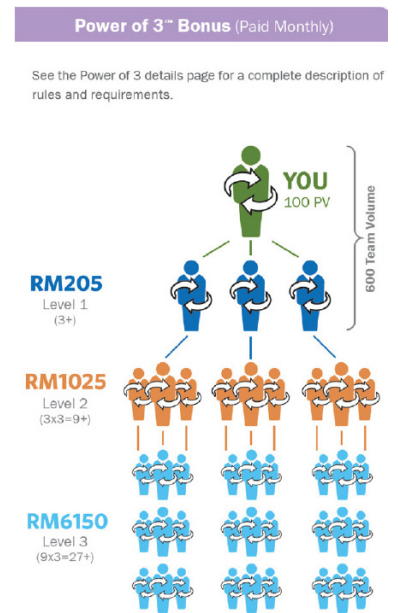 Power of 3℠ Bonus (Paid Monthly)
See the Power of 3 details page for a complete description of
rules and requirements.
YOU
100 PV
600 Team Volume
RM205
Level 1
(3+)
RM1025
Level 2
(3x3=9+)
RM6150
Level 3
(9x3=27+)